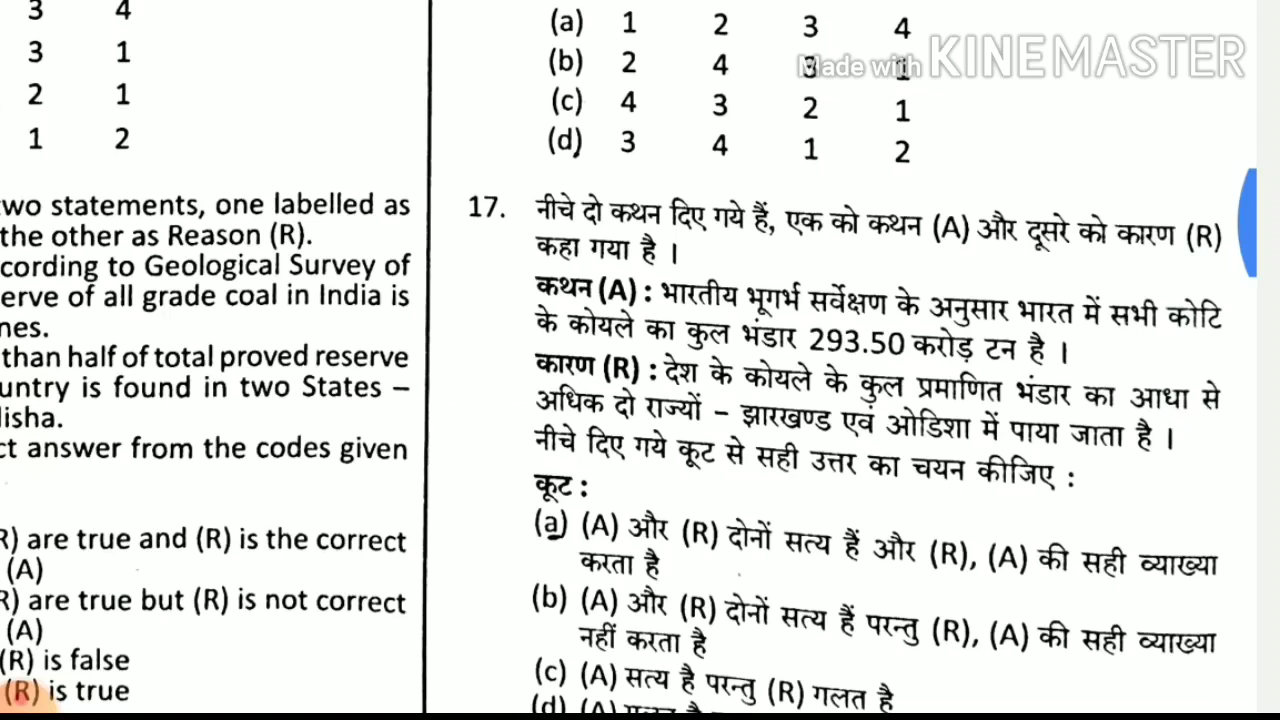 3 4
3 1
2 1
1 2
two statements, one labelled as
the other as Reason (R).
cording to Geological Survey of
erve of all grade coal in India is
nes.
than half of total proved reserve
untry is found in two States –
lisha.
ct answer from the codes given
R) are true and (R) is the correct
(A)
R) are true but (R) is not correct
(A)
(R) is false
(R) is true
(a) 1 2 3 4
Made with KINEMASTER
(b) 2 4 3 1
(c) 4 3 2 1
(d) 3 4 1 2
17. नीचे दो कथन दिए गये हैं, एक को कथन (A) और दूसरे को कारण (R)
कहा गया है ।
कथन (A) : भारतीय भूगर्भ सर्वेक्षण के अनुसार भारत में सभी कोटि
के कोयले का कुल भंडार 293.50 करोड़ टन है ।
कारण (R) : देश के कोयले के कुल प्रमाणित भंडार का आधा से
अधिक दो राज्यों – झारखण्ड एवं ओडिशा में पाया जाता है ।
नीचे दिए गये कूट से सही उत्तर का चयन कीजिए :
कूट :
(a) (A) और (R) दोनों सत्य हैं और (R), (A) की सही व्याख्या
करता है
(b) (A) और (R) दोनों सत्य हैं परन्तु (R), (A) की सही व्याख्या
नहीं करता है
(c) (A) सत्य है परन्तु (R) गलत है
(d) (A)